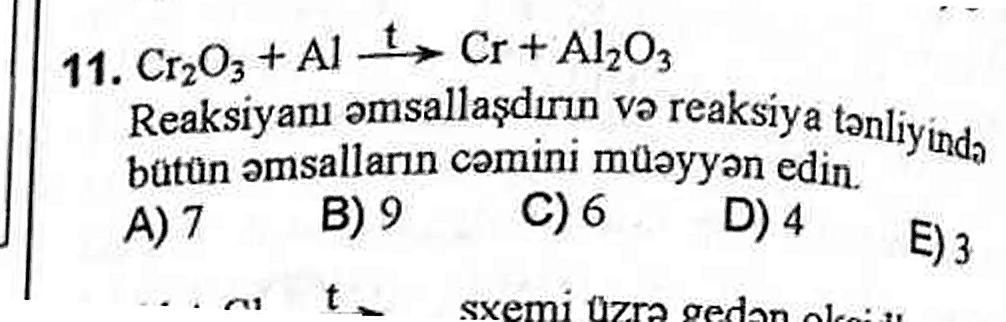 11. Cr₂O₃ + Al —t→ Cr + Al₂O₃
Reaksiyanı əmsallaşdırın və reaksiya tənliyində
bütün əmsalların cəmini müəyyən edin.
A) 7 B) 9 C) 6 D) 4 E) 3
t→ sxemi üzrə gedən